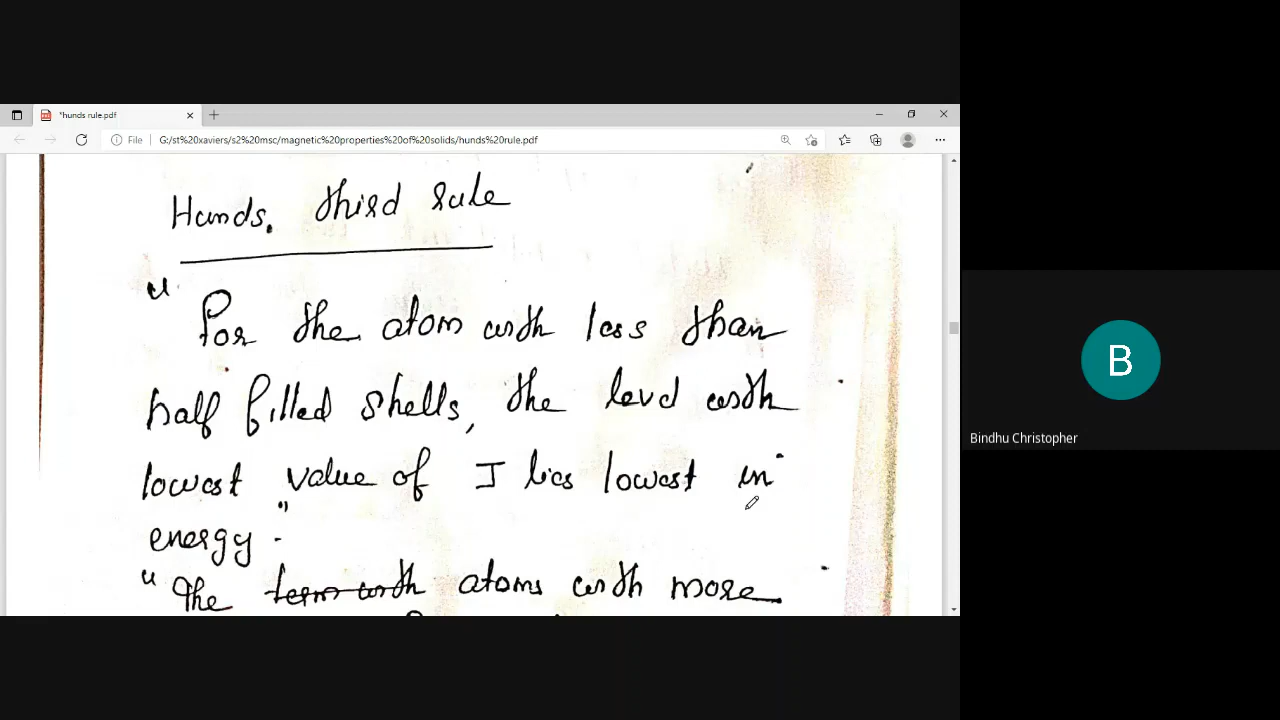 *hunds rule.pdf
File G:/st%20xaviers/s2%20msc/magnetic%20properties%20of%20solids/hunds%20rule.pdf
Hunds. third rule
" For the atom with less than
half filled shells, the level with
lowest value of J lies lowest in
energy."
"The term with atoms with more
B
Bindhu Christopher